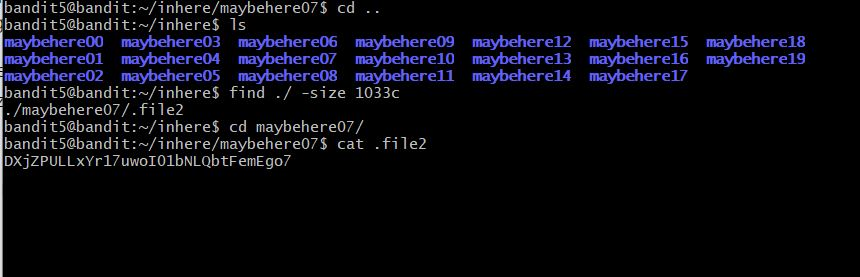 bandit5@bandit:~/inhere/maybehere07$ cd ..
bandit5@bandit:~/inhere$ ls
maybehere00 maybehere03 maybehere06 maybehere09 maybehere12 maybehere15 maybehere18
maybehere01 maybehere04 maybehere07 maybehere10 maybehere13 maybehere16 maybehere19
maybehere02 maybehere05 maybehere08 maybehere11 maybehere14 maybehere17
bandit5@bandit:~/inhere$ find ./ -size 1033c
./maybehere07/.file2
bandit5@bandit:~/inhere$ cd maybehere07/
bandit5@bandit:~/inhere/maybehere07$ cat .file2
DXjZPULLxYr17uwoI01bNLQbtFemEgo7